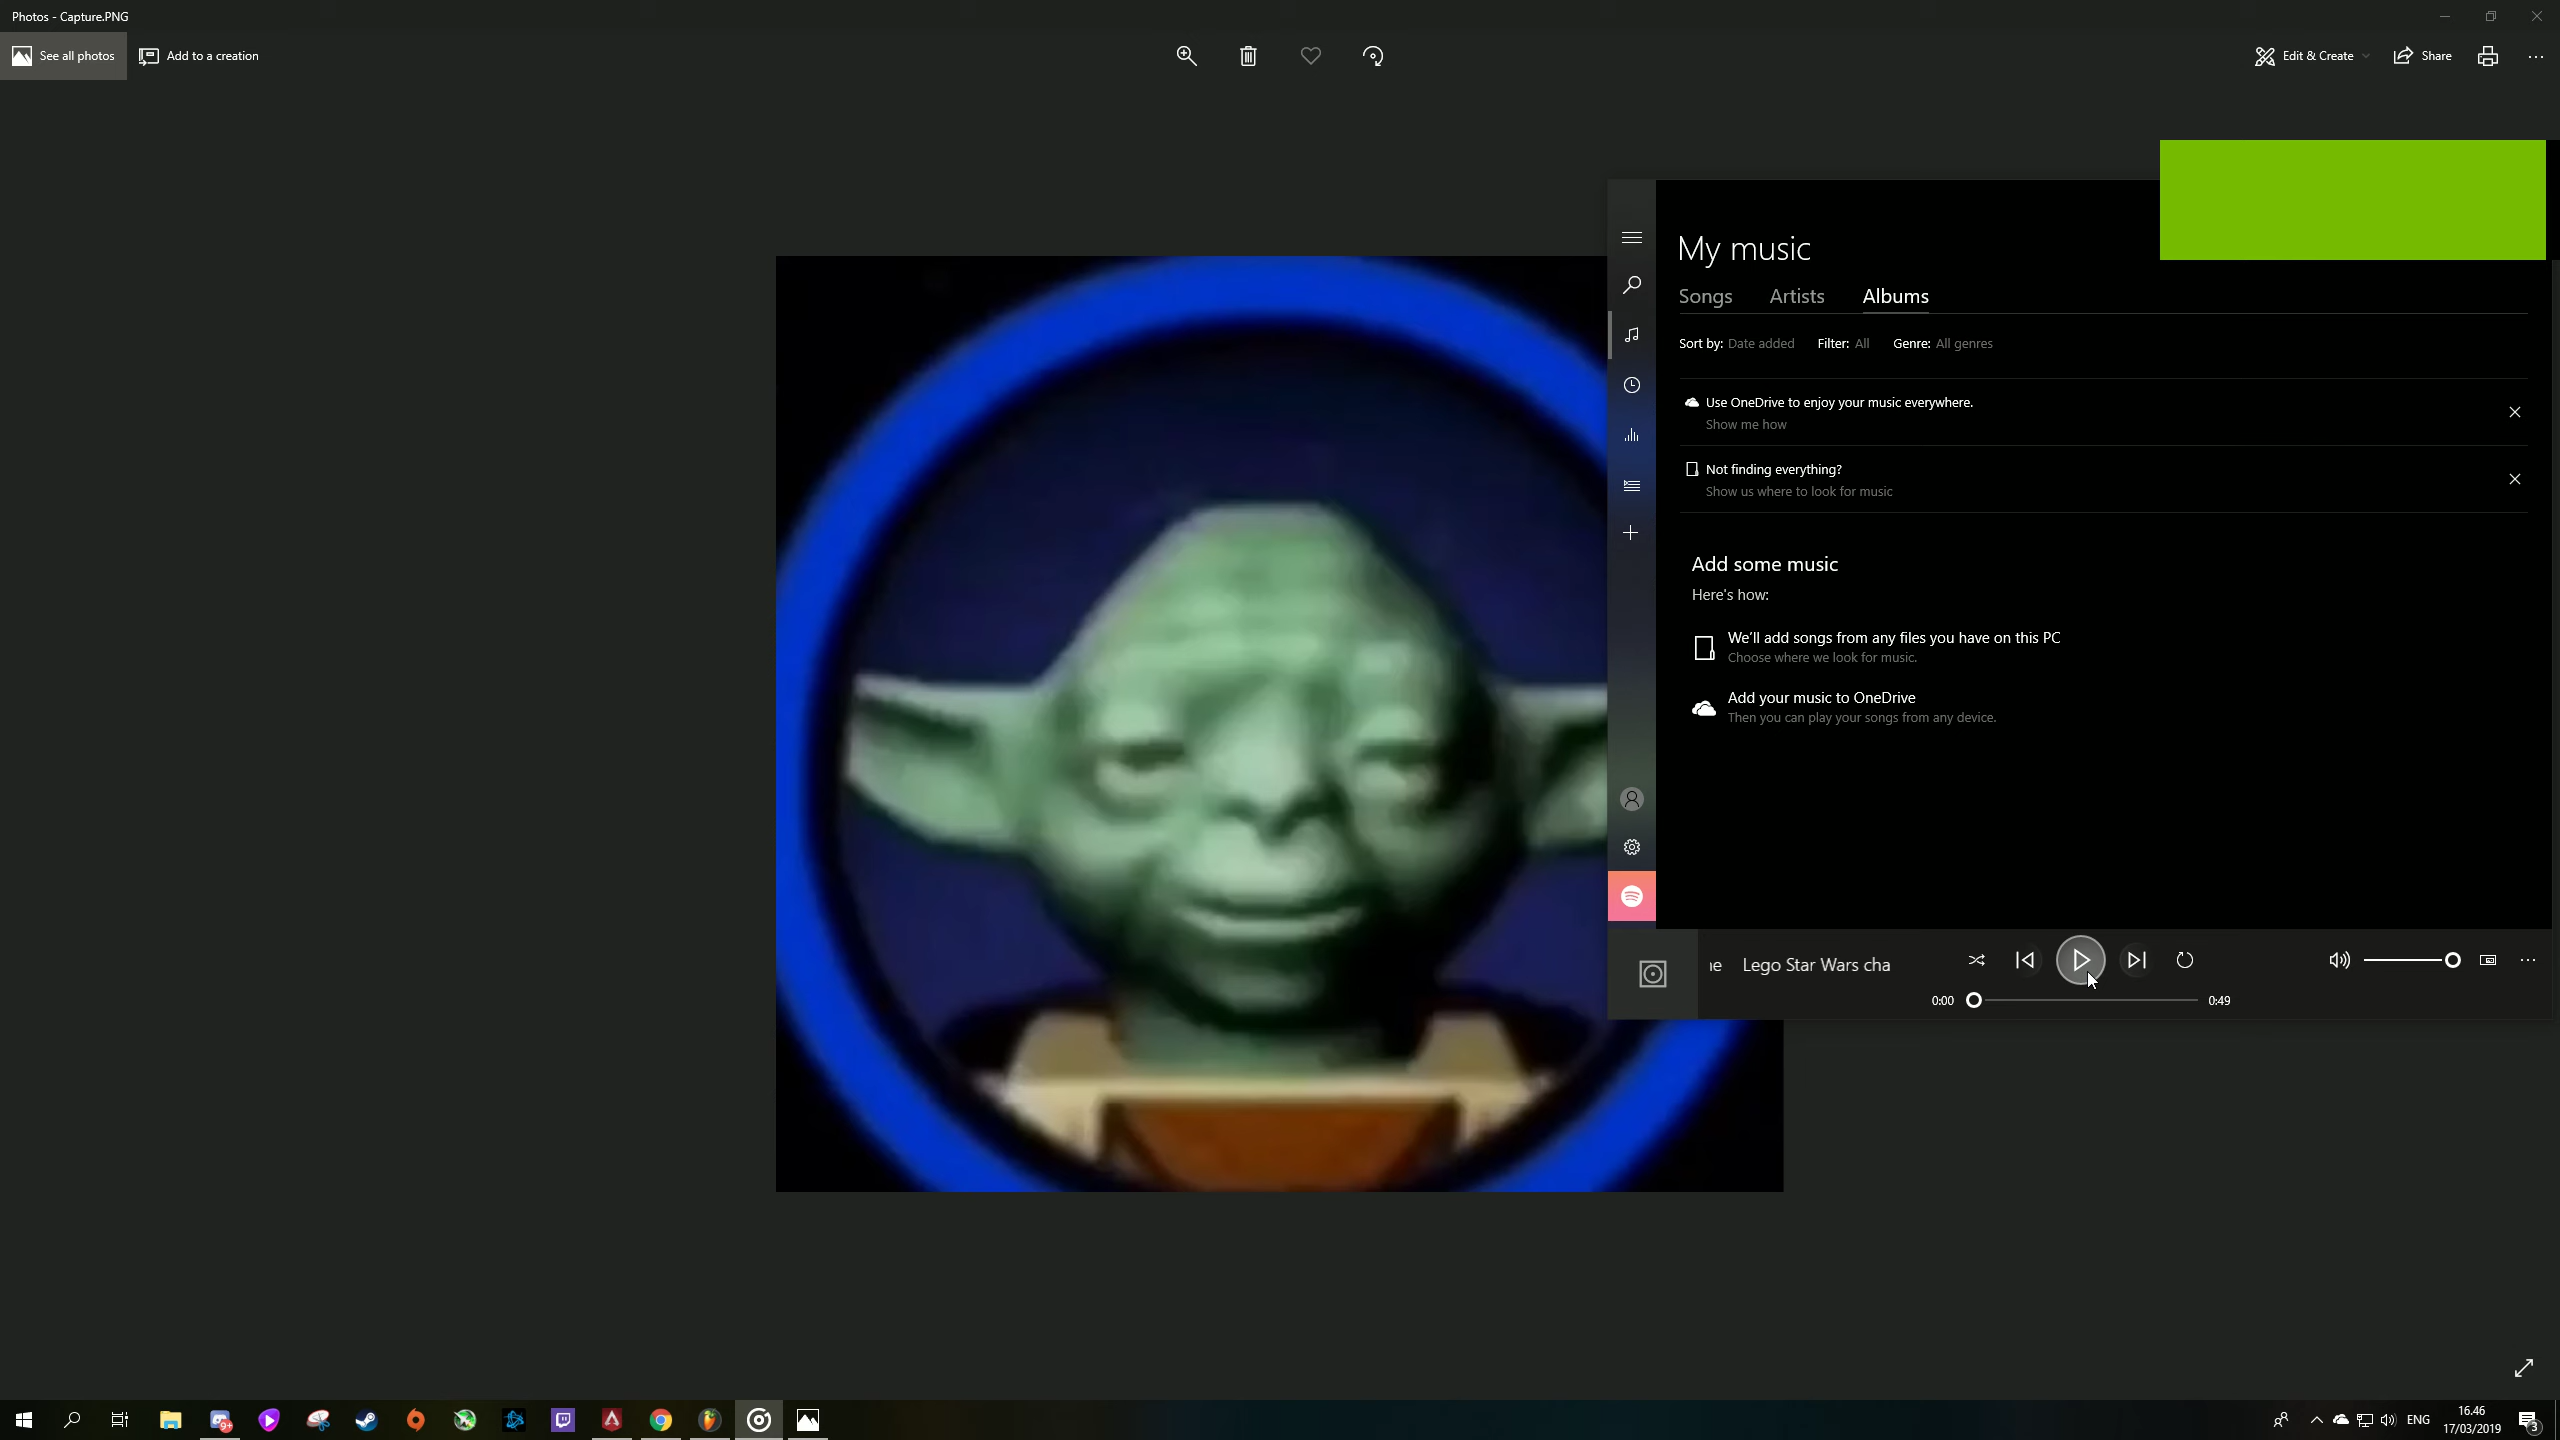 Photos - Capture.PNG
See all photos
Add to a creation
Edit & Create
Share
My music
Songs Artists Albums
Sort by: Date added Filter: All Genre: All genres
Use OneDrive to enjoy your music everywhere.
Show me how
Not finding everything?
Show us where to look for music
Add some music
Here's how:
We'll add songs from any files you have on this PC
Choose where we look for music.
Add your music to OneDrive
Then you can play your songs from any device.
Lego Star Wars cha
0:00 0:49
9+
ENG
16.46
17/03/2019
3